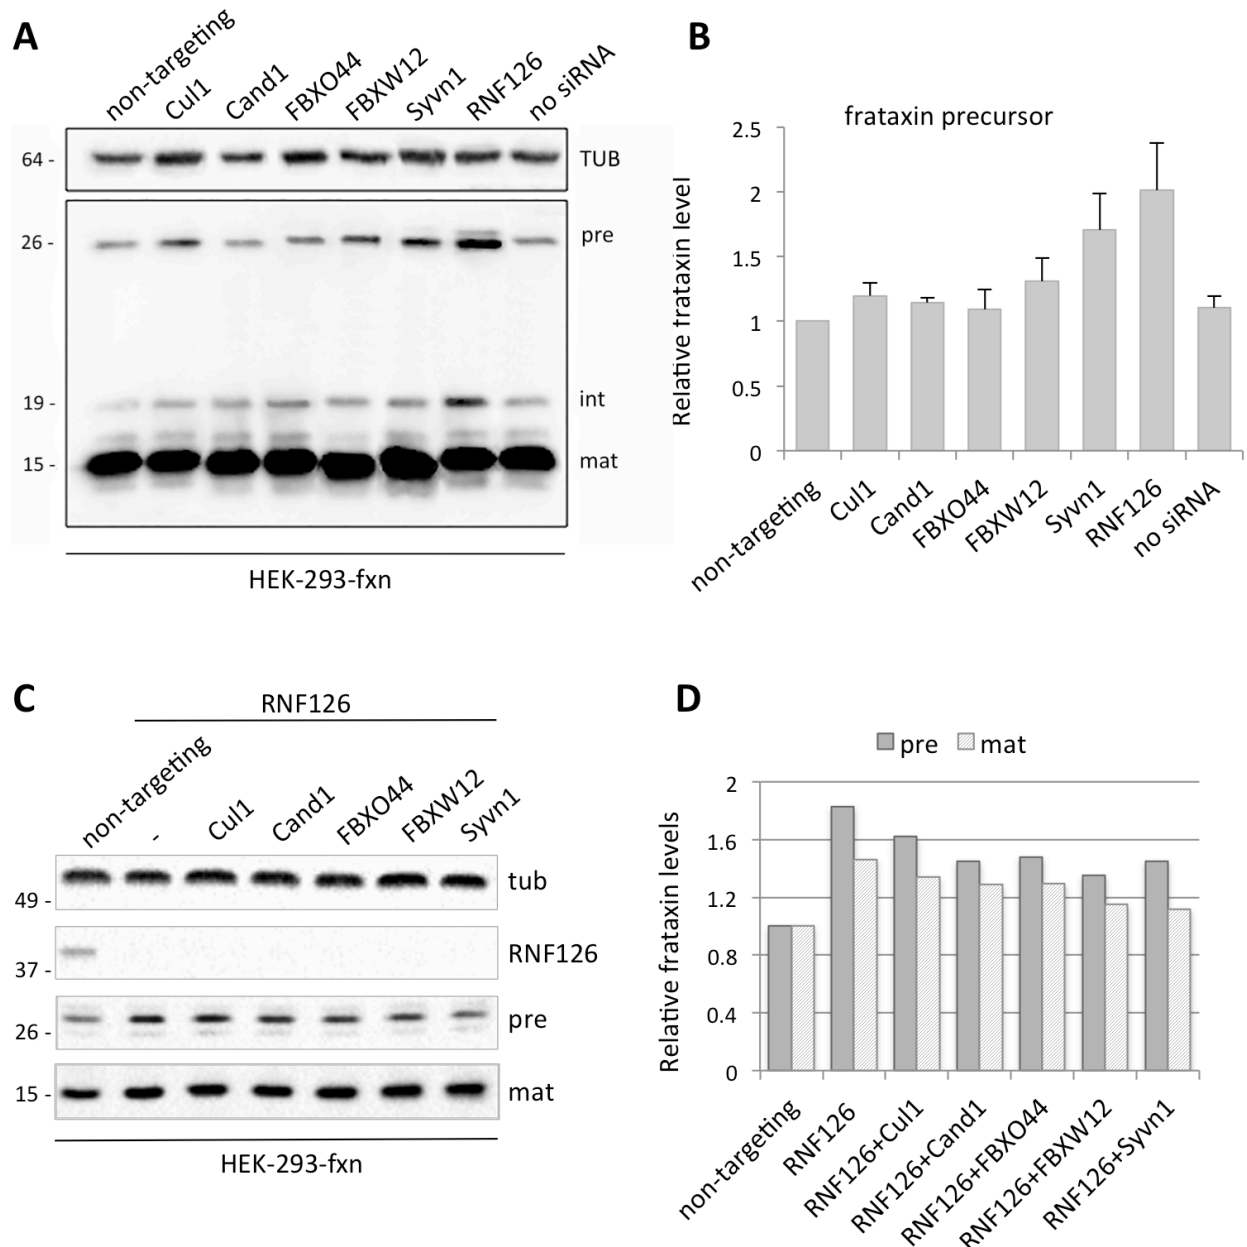 A
non-targeting
Cul1
Cand1
FBXO44
FBXW12
Syvn1
RNF126
no siRNA
64 -
TUB
26 -
pre
19 -
int
15 -
mat
HEK-293-fxn
B
frataxin precursor
Relative frataxin level
2.5
2
1.5
1
0.5
0
non-targeting
Cul1
Cand1
FBXO44
FBXW12
Syvn1
RNF126
no siRNA
C
RNF126
non-targeting
-
Cul1
Cand1
FBXO44
FBXW12
Syvn1
tub
49 -
RNF126
37 -
pre
26 -
15 -
mat
HEK-293-fxn
D
pre
mat
Relative frataxin levels
2
1.6
1.2
0.8
0.4
0
non-targeting
RNF126
RNF126+Cul1
RNF126+Cand1
RNF126+FBXO44
RNF126+FBXW12
RNF126+Syvn1